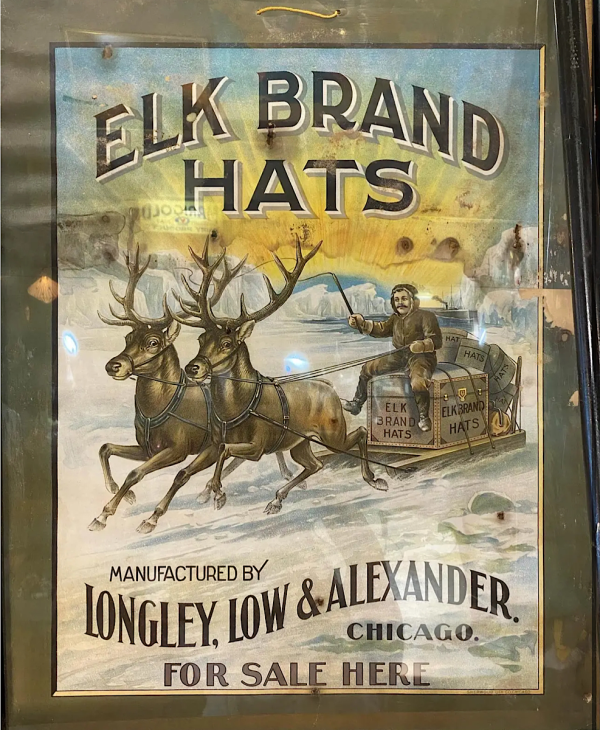 ELK BRAND
HATS
HAT
HATS
HATS
ELK
BRAND
HATS
ELK BRAND
HATS
MANUFACTURED BY
LONGLEY, LOW & ALEXANDER.
CHICAGO.
FOR SALE HERE